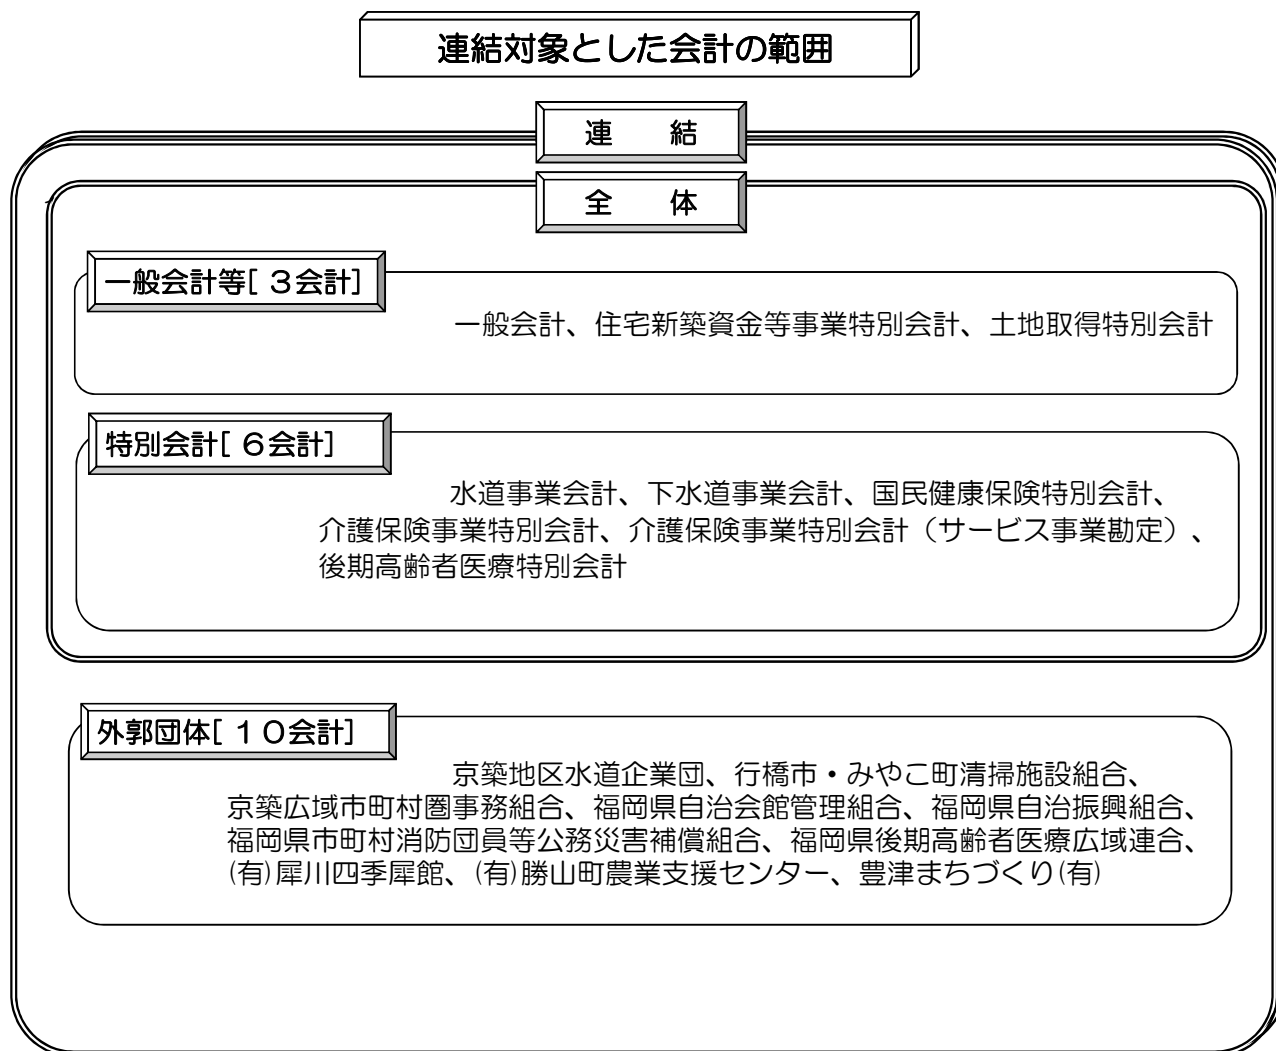 連結対象とした会計の範囲
連　　結
全　　体
一般会計等[ ３会計]
一般会計、住宅新築資金等事業特別会計、土地取得特別会計
特別会計[ ６会計]
水道事業会計、下水道事業会計、国民健康保険特別会計、
介護保険事業特別会計、介護保険事業特別会計（サービス事業勘定）、
後期高齢者医療特別会計
外郭団体[ １０会計]
京築地区水道企業団、行橋市・みやこ町清掃施設組合、
京築広域市町村圏事務組合、福岡県自治会館管理組合、福岡県自治振興組合、
福岡県市町村消防団員等公務災害補償組合、福岡県後期高齢者医療広域連合、
(有)犀川四季犀館、(有)勝山町農業支援センター、豊津まちづくり(有)